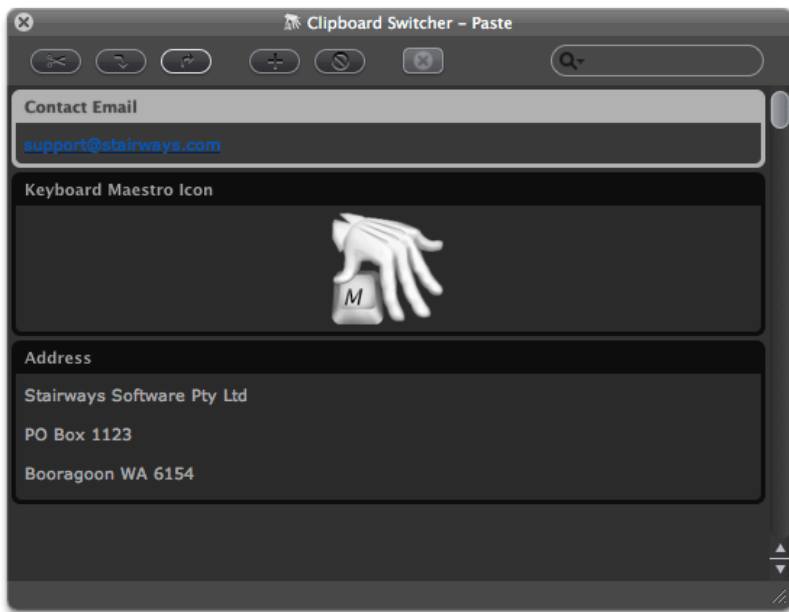 Clipboard Switcher – Paste
Contact Email
support@stairways.com
Keyboard Maestro Icon
M
Address
Stairways Software Pty Ltd
PO Box 1123
Booragoon WA 6154